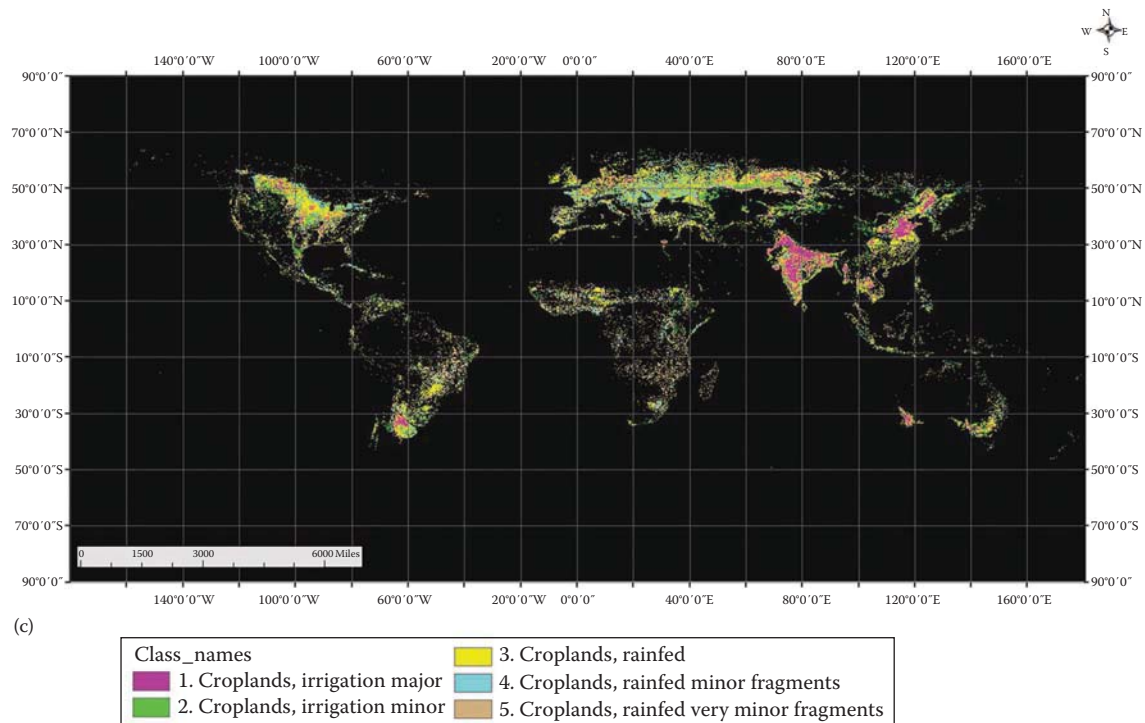 N
W E
S
140°0′0″W 100°0′0″W 60°0′0″W 20°0′0″W 0°0′0″ 40°0′0″E 80°0′0″E 120°0′0″E 160°0′0″E
90°0′0″N 90°0′0″N
70°0′0″N 70°0′0″N
50°0′0″N 50°0′0″N
30°0′0″N 30°0′0″N
10°0′0″N 10°0′0″N
10°0′0″S 10°0′0″S
30°0′0″S 30°0′0″S
50°0′0″S 50°0′0″S
70°0′0″S 70°0′0″S
0 1500 3000 6000 Miles
90°0′0″S 90°0′0″S
140°0′0″W 100°0′0″W 60°0′0″W 20°0′0″W 0°0′0″E 40°0′0″E 80°0′0″E 120°0′0″E 160°0′0″E
(c)
Class_names
1. Croplands, irrigation major
2. Croplands, irrigation minor
3. Croplands, rainfed
4. Croplands, rainfed minor fragments
5. Croplands, rainfed very minor fragments